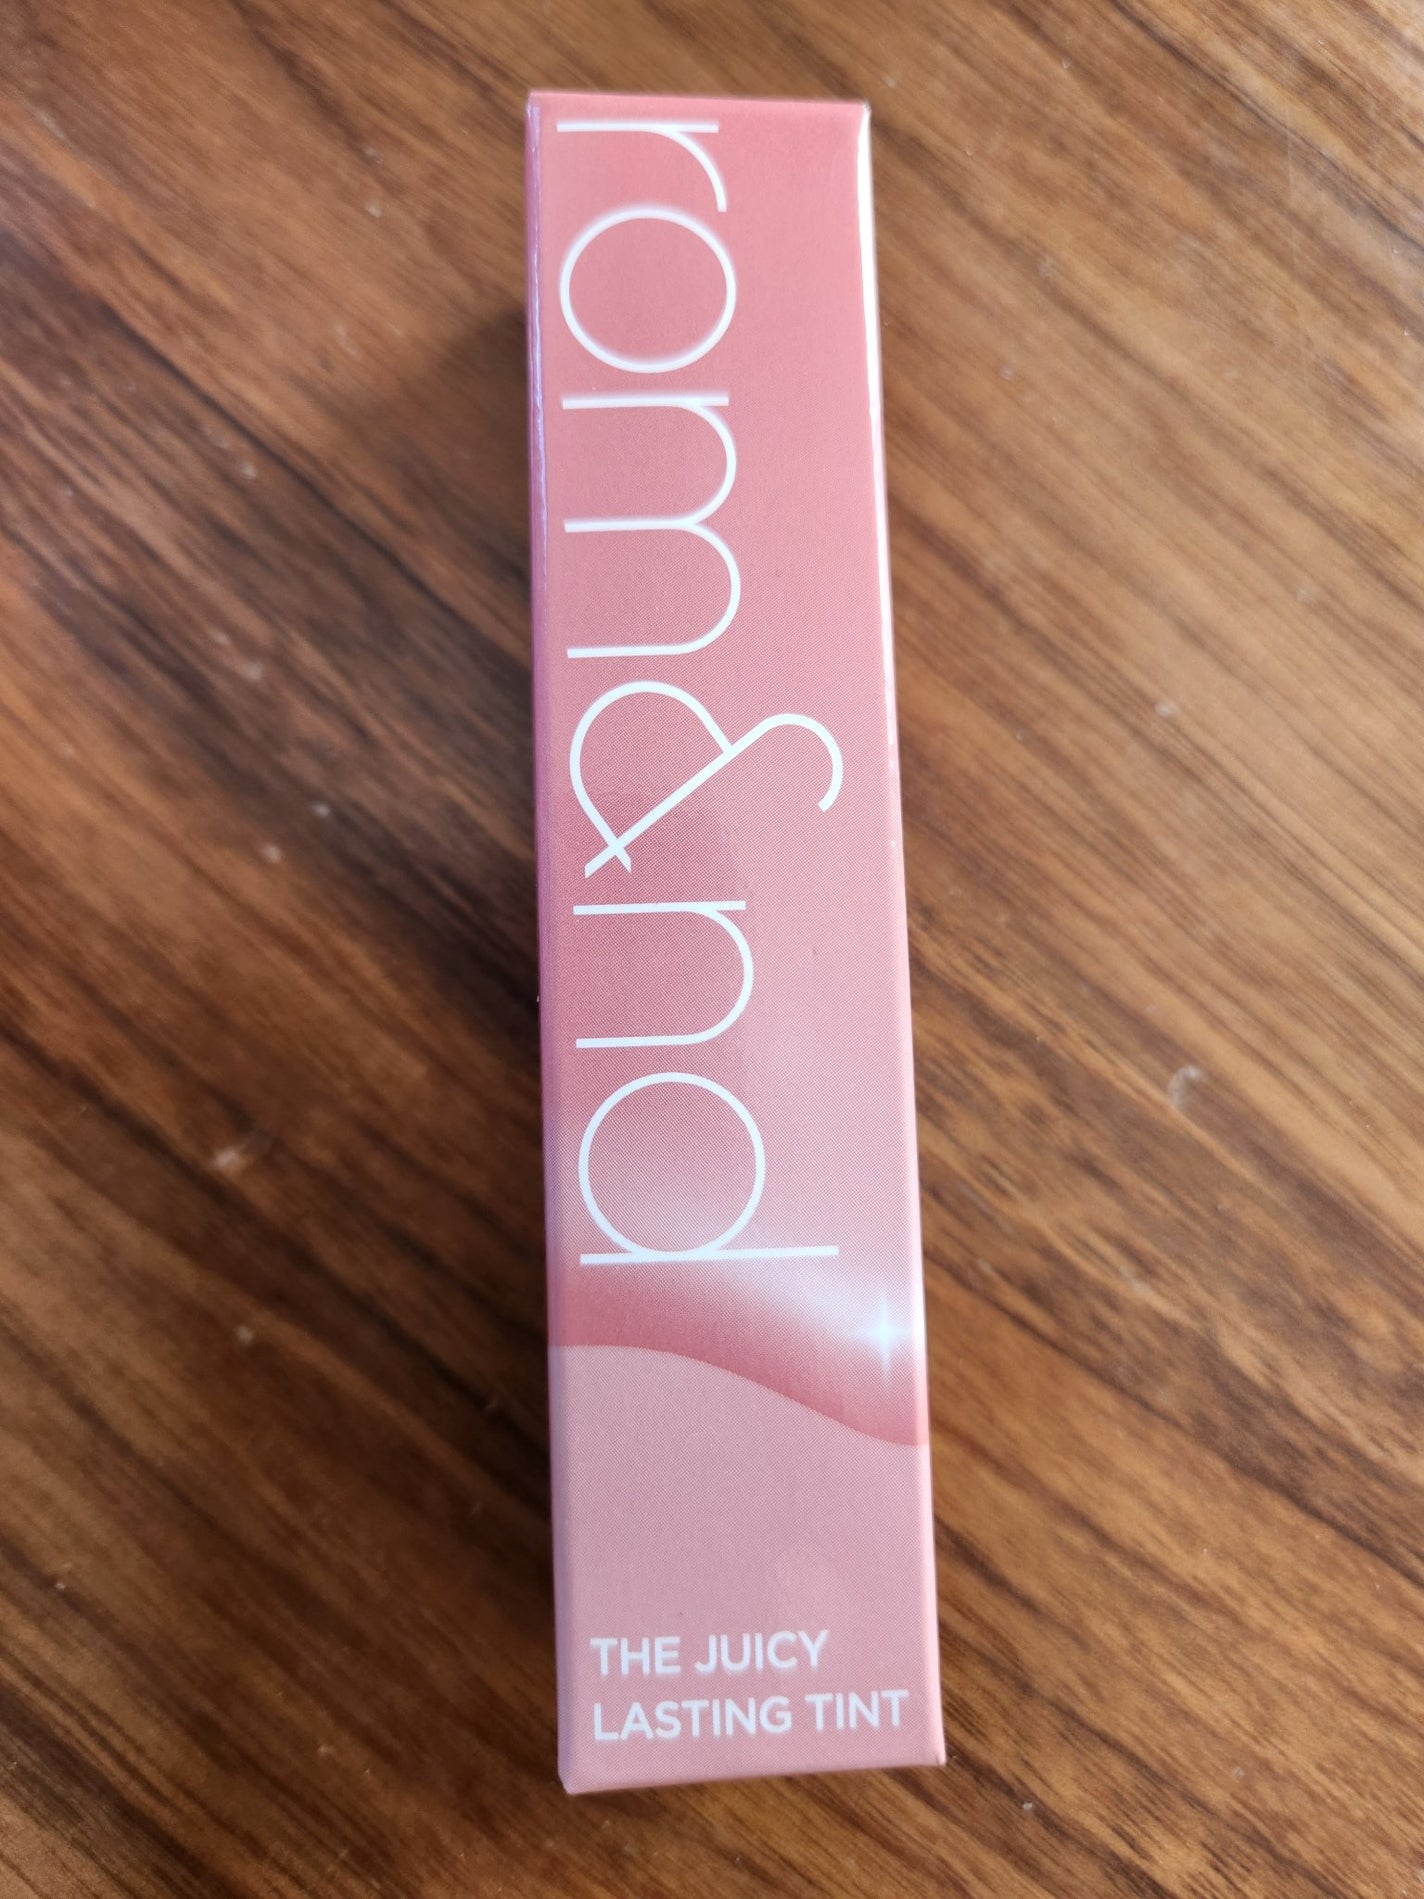 rom&nd
THE JUICY
LASTING TINT